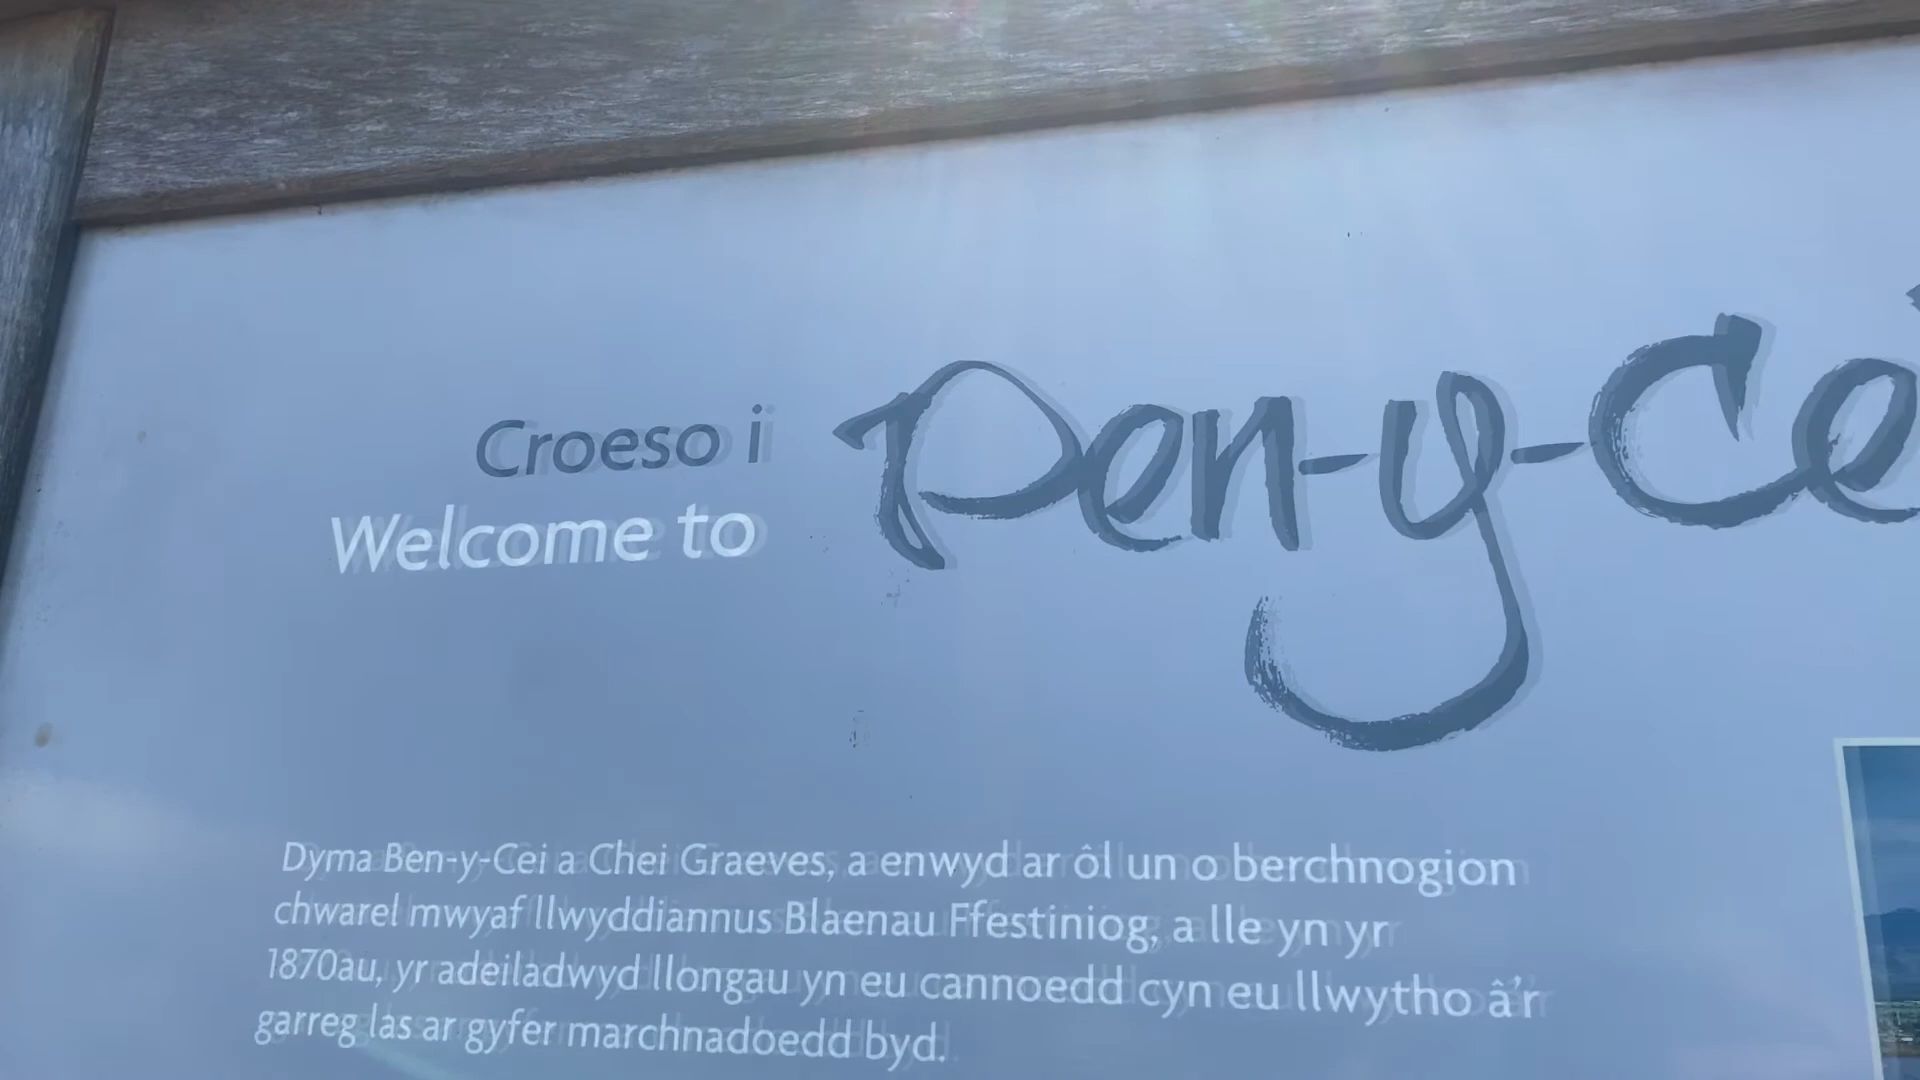 Croeso i
Welcome to
Pen-y-Cei
Dyma Ben-y-Cei a Chei Graeves, a enwyd ar ôl un o berchnogion
chwarel mwyaf llwyddiannus Blaenau Ffestiniog, a lle yn yr
1870au, yr adeiladwyd llongau yn eu cannoedd cyn eu llwytho â'r
garreg las ar gyfer marchnadoedd byd.